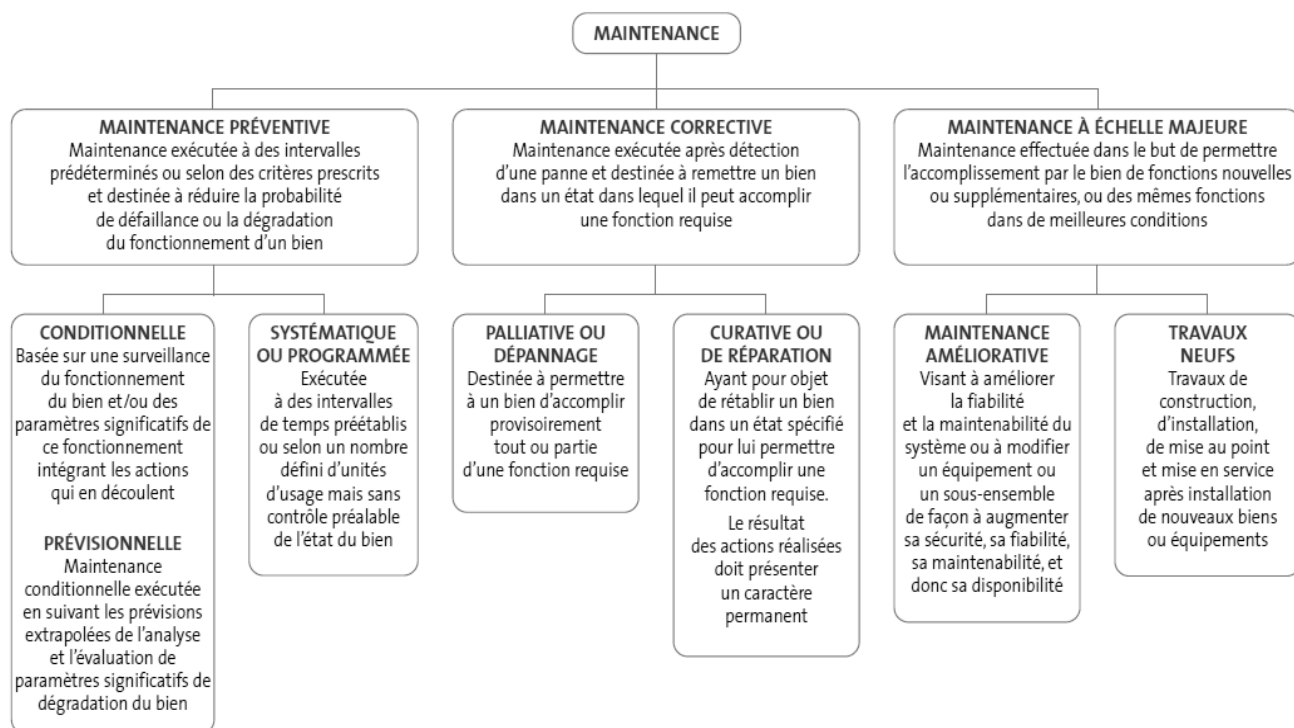 MAINTENANCE
MAINTENANCE PRÉVENTIVE
Maintenance exécutée à des intervalles
prédéterminés ou selon des critères prescrits
et destinée à réduire la probabilité
de défaillance ou la dégradation
du fonctionnement d’un bien
MAINTENANCE CORRECTIVE
Maintenance exécutée après détection
d’une panne et destinée à remettre un bien
dans un état dans lequel il peut accomplir
une fonction requise
MAINTENANCE À ÉCHELLE MAJEURE
Maintenance effectuée dans le but de permettre
l’accomplissement par le bien de fonctions nouvelles
ou supplémentaires, ou des mêmes fonctions
dans de meilleures conditions
CONDITIONNELLE
Basée sur une surveillance
du fonctionnement
du bien et/ou des
paramètres significatifs de
ce fonctionnement
intégrant les actions
qui en découlent
PRÉVISIONNELLE
Maintenance
conditionnelle exécutée
en suivant les prévisions
extrapolées de l’analyse
et l’évaluation de
paramètres significatifs de
dégradation du bien
SYSTÉMATIQUE
OU PROGRAMMÉE
Exécutée
à des intervalles
de temps préétablis
ou selon un nombre
défini d’unités
d’usage mais sans
contrôle préalable
de l’état du bien
PALLIATIVE OU
DÉPANNAGE
Destinée à permettre
à un bien d’accomplir
provisoirement
tout ou partie
d’une fonction requise
CURATIVE OU
DE RÉPARATION
Ayant pour objet
de rétablir un bien
dans un état spécifié
pour lui permettre
d’accomplir une
fonction requise.
Le résultat
des actions réalisées
doit présenter
un caractère
permanent
MAINTENANCE
AMÉLIORATIVE
Visant à améliorer
la fiabilité
et la maintenabilité du
système ou à modifier
un équipement ou
un sous-ensemble
de façon à augmenter
sa sécurité, sa fiabilité,
sa maintenabilité, et
donc sa disponibilité
TRAVAUX
NEUFS
Travaux de
construction,
d’installation,
de mise au point
et mise en service
après installation
de nouveaux biens
ou équipements